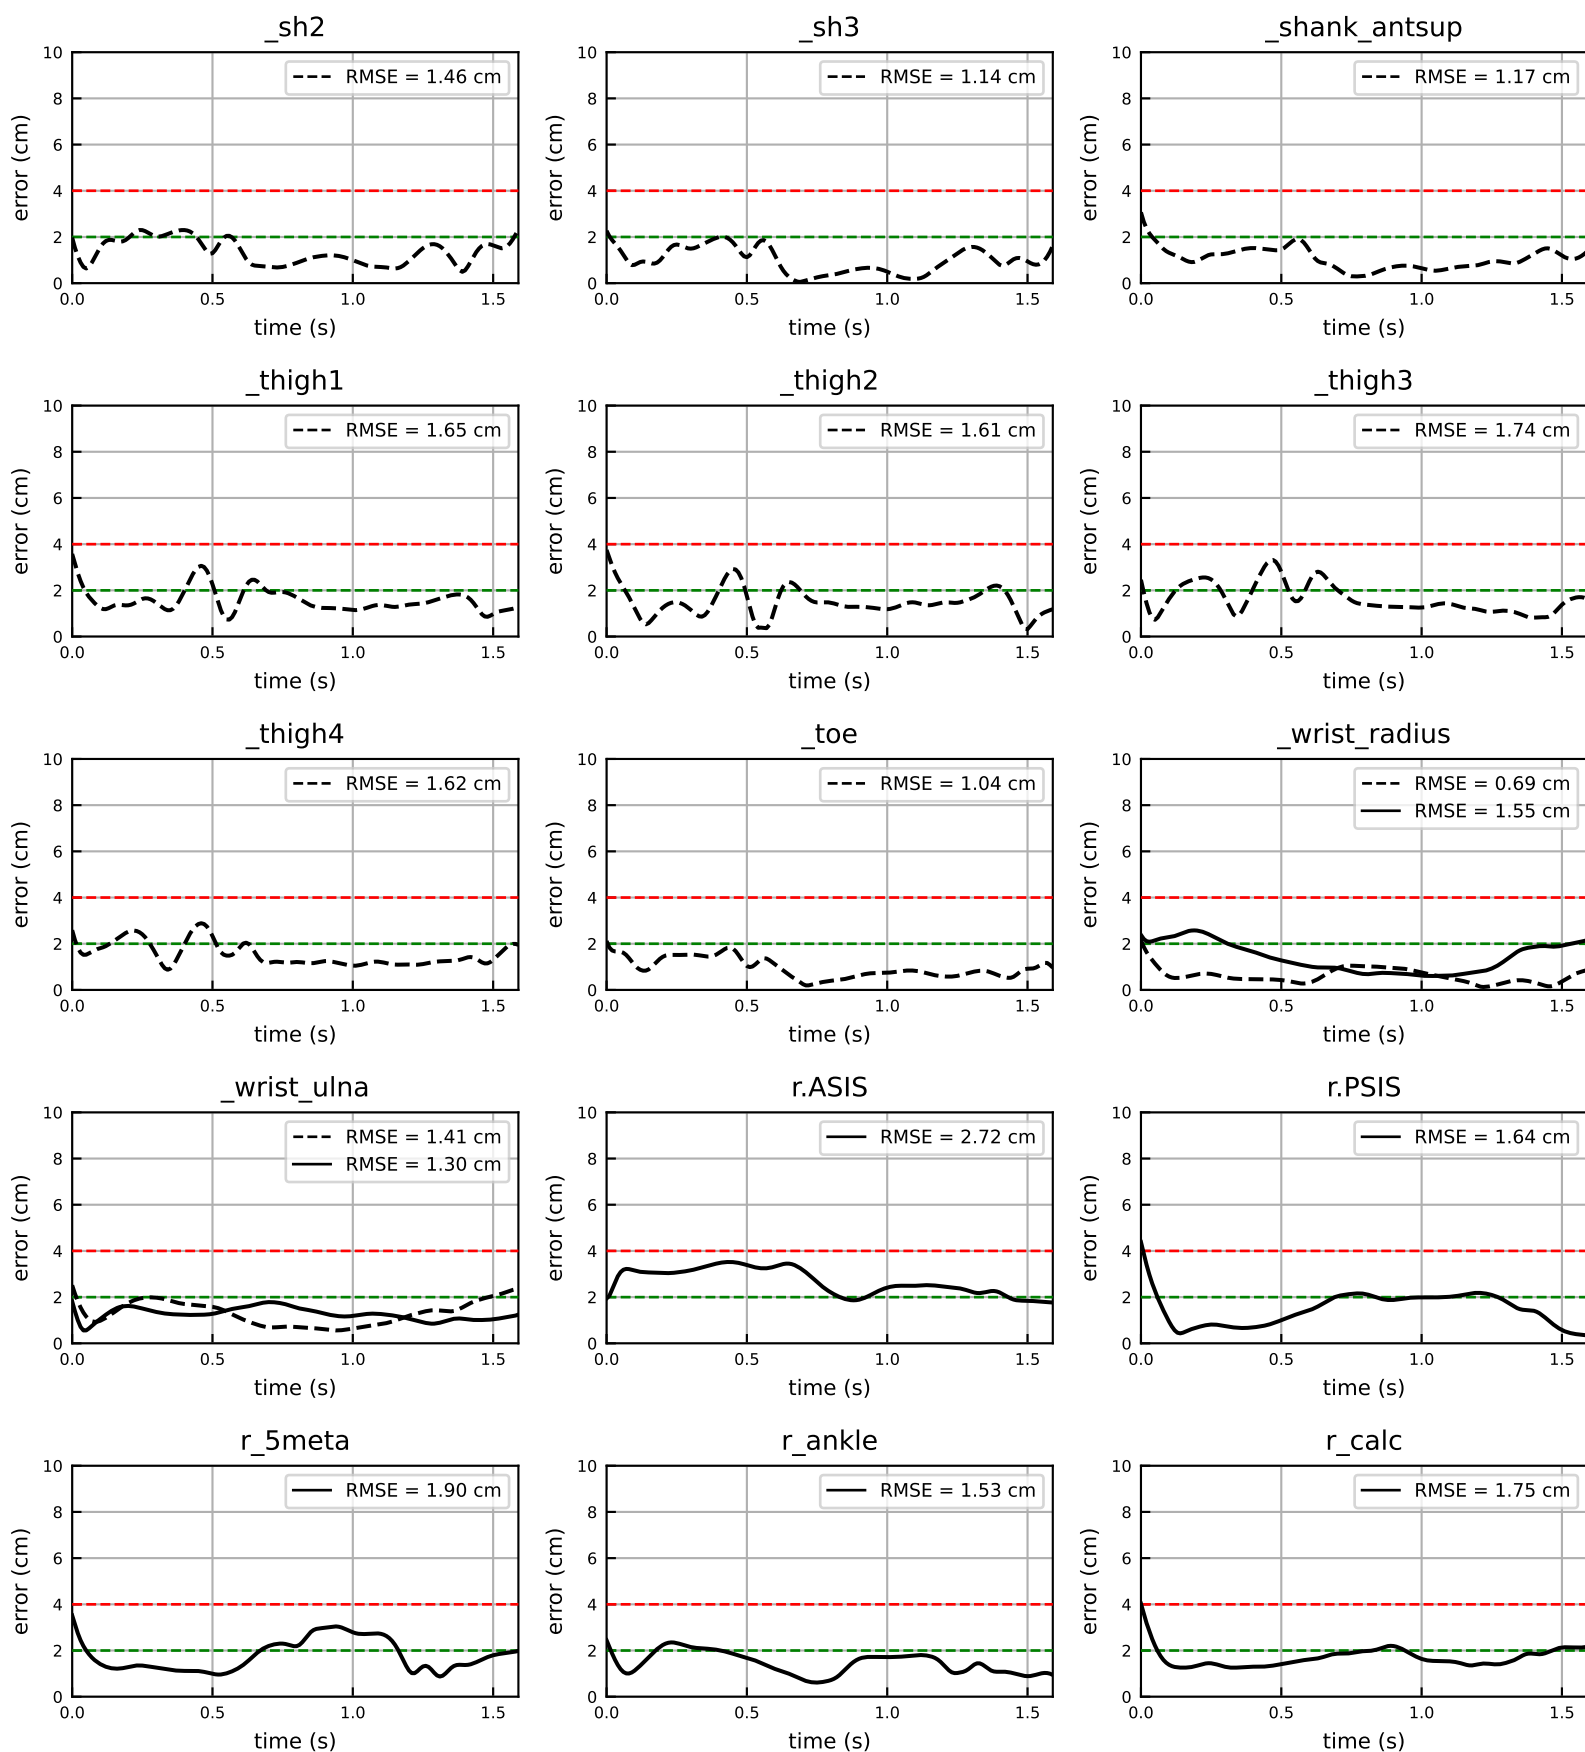 _sh2
RMSE = 1.46 cm
error (cm)
10
8
6
4
2
0
0.0 0.5 1.0 1.5
time (s)
_sh3
RMSE = 1.14 cm
error (cm)
10
8
6
4
2
0
0.0 0.5 1.0 1.5
time (s)
_shank_antsup
RMSE = 1.17 cm
error (cm)
10
8
6
4
2
0
0.0 0.5 1.0 1.5
time (s)
_thigh1
RMSE = 1.65 cm
error (cm)
10
8
6
4
2
0
0.0 0.5 1.0 1.5
time (s)
_thigh2
RMSE = 1.61 cm
error (cm)
10
8
6
4
2
0
0.0 0.5 1.0 1.5
time (s)
_thigh3
RMSE = 1.74 cm
error (cm)
10
8
6
4
2
0
0.0 0.5 1.0 1.5
time (s)
_thigh4
RMSE = 1.62 cm
error (cm)
10
8
6
4
2
0
0.0 0.5 1.0 1.5
time (s)
_toe
RMSE = 1.04 cm
error (cm)
10
8
6
4
2
0
0.0 0.5 1.0 1.5
time (s)
_wrist_radius
RMSE = 0.69 cm
RMSE = 1.55 cm
error (cm)
10
8
6
4
2
0
0.0 0.5 1.0 1.5
time (s)
_wrist_ulna
RMSE = 1.41 cm
RMSE = 1.30 cm
error (cm)
10
8
6
4
2
0
0.0 0.5 1.0 1.5
time (s)
r.ASIS
RMSE = 2.72 cm
error (cm)
10
8
6
4
2
0
0.0 0.5 1.0 1.5
time (s)
r.PSIS
RMSE = 1.64 cm
error (cm)
10
8
6
4
2
0
0.0 0.5 1.0 1.5
time (s)
r_5meta
RMSE = 1.90 cm
error (cm)
10
8
6
4
2
0
0.0 0.5 1.0 1.5
time (s)
r_ankle
RMSE = 1.53 cm
error (cm)
10
8
6
4
2
0
0.0 0.5 1.0 1.5
time (s)
r_calc
RMSE = 1.75 cm
error (cm)
10
8
6
4
2
0
0.0 0.5 1.0 1.5
time (s)